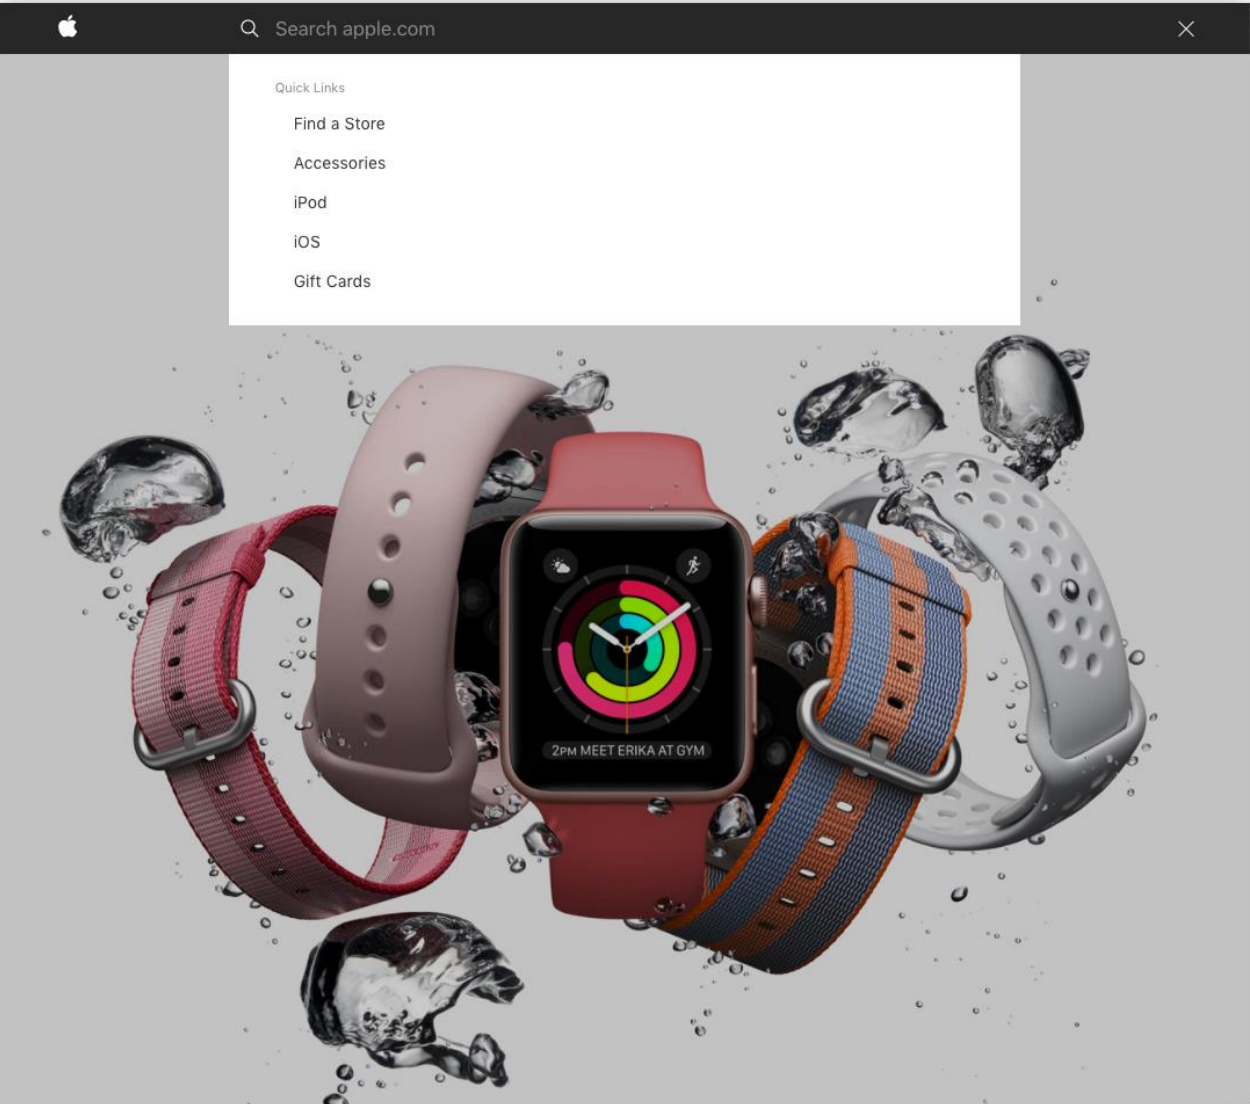 Search apple.com
Quick Links
Find a Store
Accessories
iPod
iOS
Gift Cards
2PM MEET ERIKA AT GYM